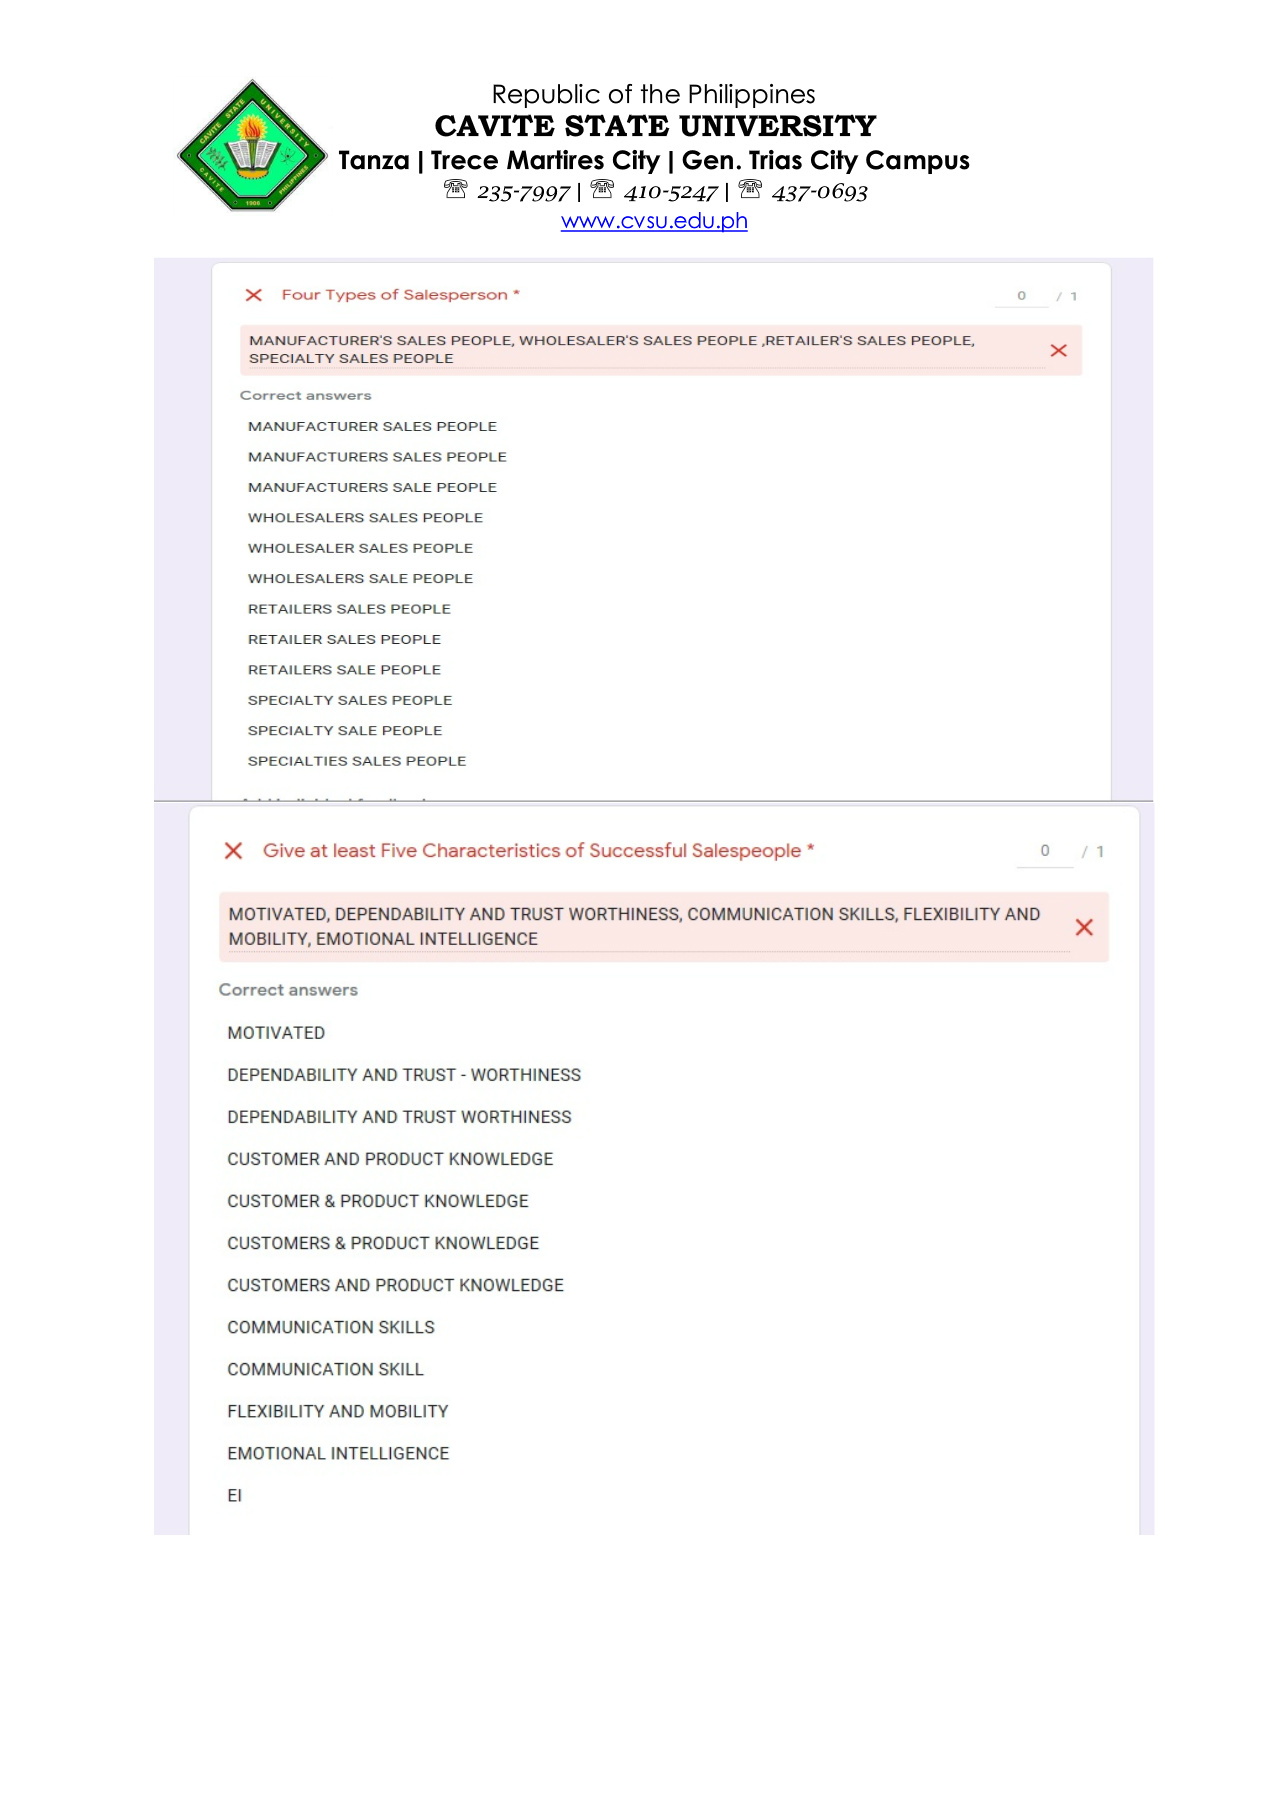 CAVITE STATE UNIVERSITY
CAVITE PHILIPPINES
1906
Republic of the Philippines
CAVITE STATE UNIVERSITY
Tanza | Trece Martires City | Gen. Trias City Campus
☏ 235-7997 | ☏ 410-5247 | ☏ 437-0693
www.cvsu.edu.ph
Four Types of Salesperson *
0 / 1
MANUFACTURER'S SALES PEOPLE, WHOLESALER'S SALES PEOPLE ,RETAILER'S SALES PEOPLE,
SPECIALTY SALES PEOPLE
Correct answers
MANUFACTURER SALES PEOPLE
MANUFACTURERS SALES PEOPLE
MANUFACTURERS SALE PEOPLE
WHOLESALERS SALES PEOPLE
WHOLESALER SALES PEOPLE
WHOLESALERS SALE PEOPLE
RETAILERS SALES PEOPLE
RETAILER SALES PEOPLE
RETAILERS SALE PEOPLE
SPECIALTY SALES PEOPLE
SPECIALTY SALE PEOPLE
SPECIALTIES SALES PEOPLE
Give at least Five Characteristics of Successful Salespeople *
0 / 1
MOTIVATED, DEPENDABILITY AND TRUST WORTHINESS, COMMUNICATION SKILLS, FLEXIBILITY AND
MOBILITY, EMOTIONAL INTELLIGENCE
Correct answers
MOTIVATED
DEPENDABILITY AND TRUST - WORTHINESS
DEPENDABILITY AND TRUST WORTHINESS
CUSTOMER AND PRODUCT KNOWLEDGE
CUSTOMER & PRODUCT KNOWLEDGE
CUSTOMERS & PRODUCT KNOWLEDGE
CUSTOMERS AND PRODUCT KNOWLEDGE
COMMUNICATION SKILLS
COMMUNICATION SKILL
FLEXIBILITY AND MOBILITY
EMOTIONAL INTELLIGENCE
EI